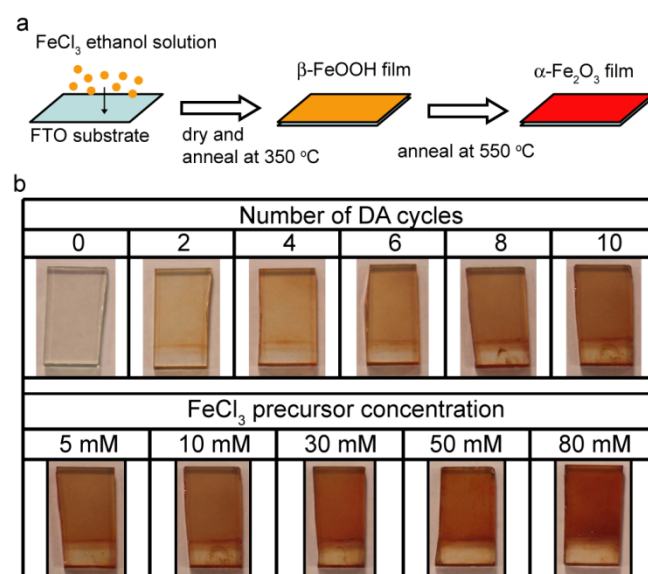 a
FeCl₃ ethanol solution
FTO substrate
dry and
anneal at 350 °C
β-FeOOH film
anneal at 550 °C
α-Fe₂O₃ film
b
Number of DA cycles
0 2 4 6 8 10
FeCl₃ precursor concentration
5 mM 10 mM 30 mM 50 mM 80 mM